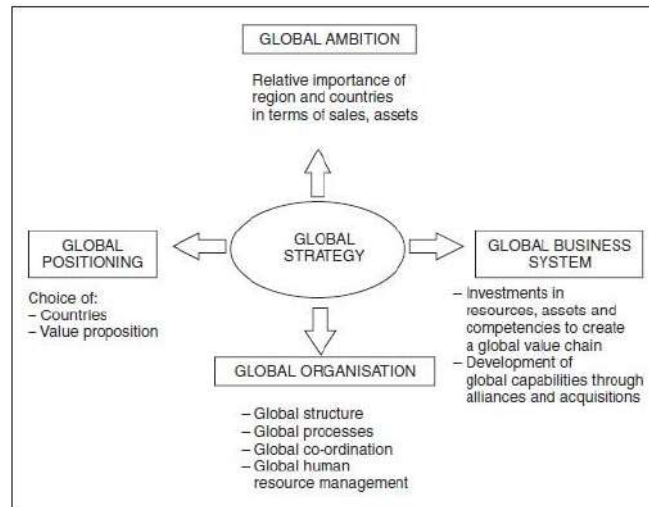 GLOBAL AMBITION
Relative importance of
region and countries
in terms of sales, assets
GLOBAL
POSITIONING
Choice of:
– Countries
– Value proposition
GLOBAL
STRATEGY
GLOBAL BUSINESS
SYSTEM
– Investments in
resources, assets and
competencies to create
a global value chain
– Development of
global capabilities through
alliances and acquisitions
GLOBAL ORGANISATION
– Global structure
– Global processes
– Global co-ordination
– Global human
resource management